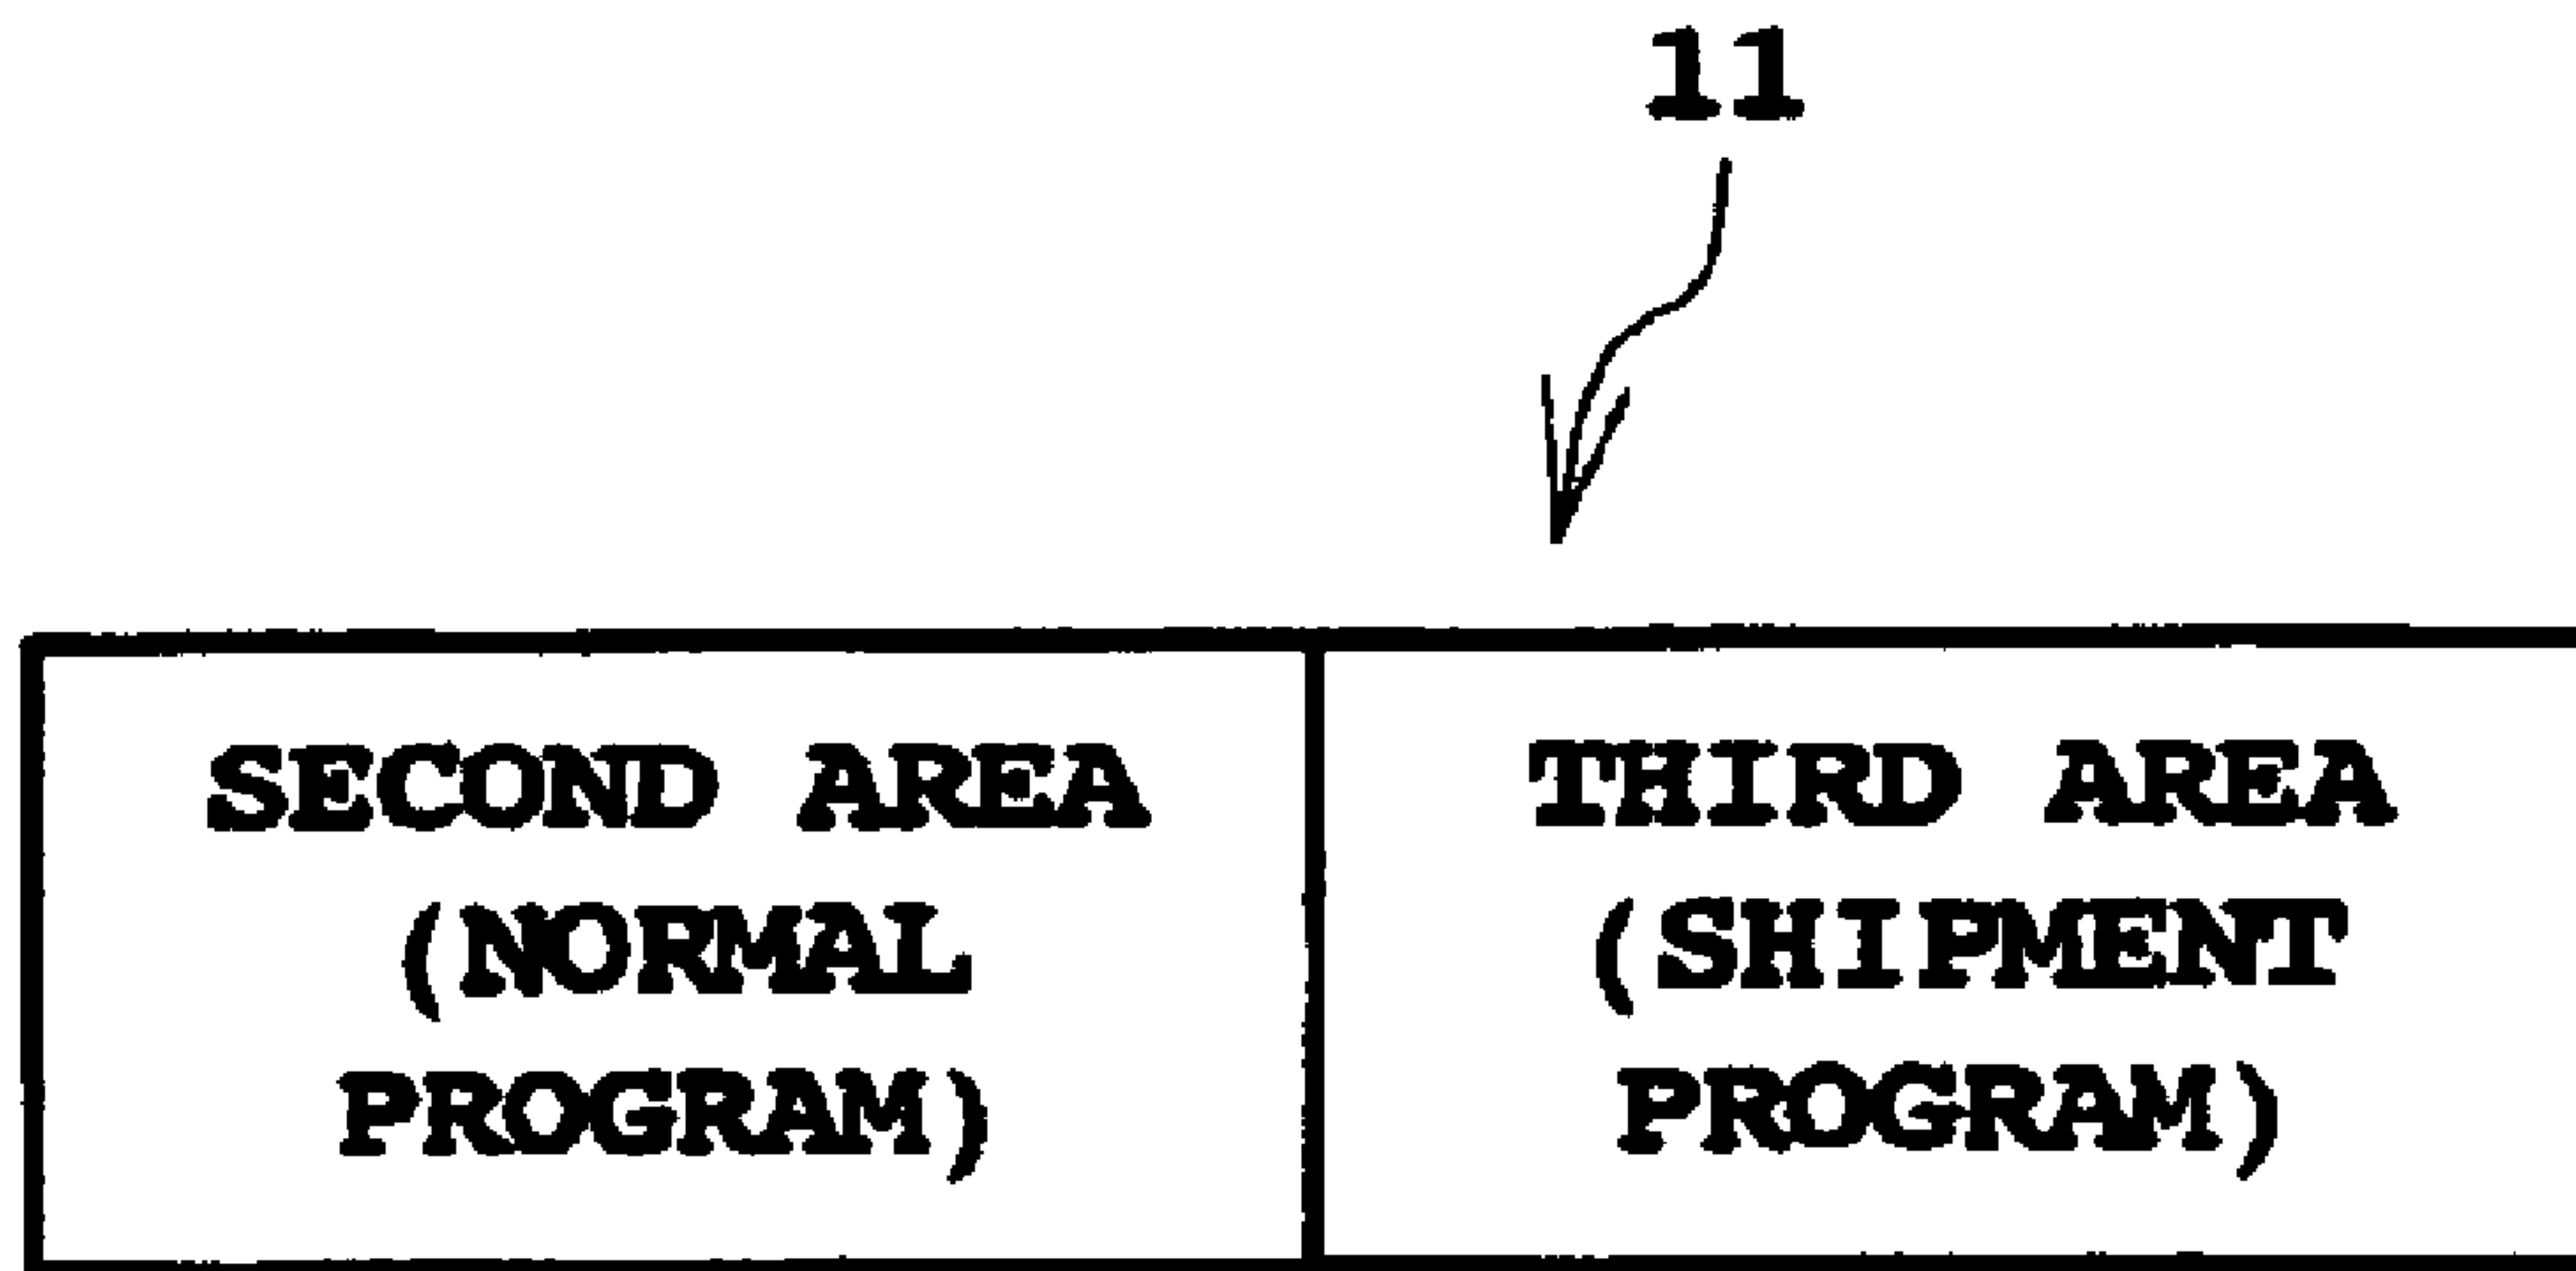 11
SECOND AREA
(NORMAL
PROGRAM)
THIRD AREA
(SHIPMENT
PROGRAM)